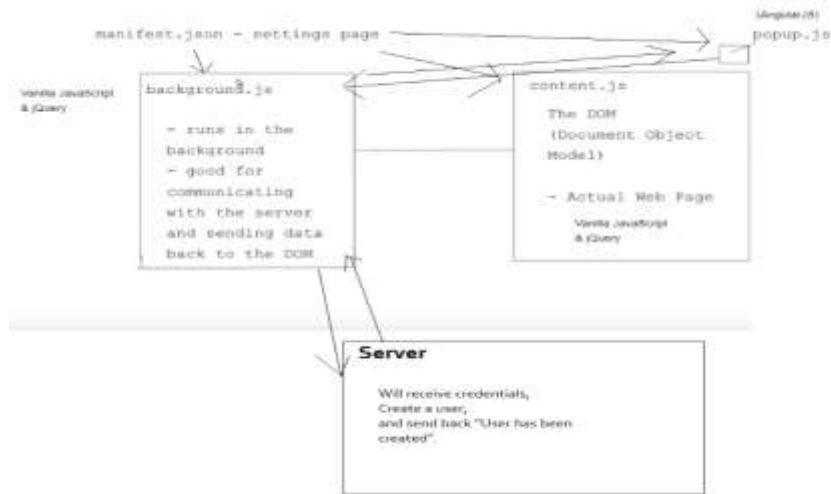 (AngularJS)
manifest.json - settings page
popup.js
Vanilla JavaScript
& jQuery
background.js
- runs in the
background
- good for
communicating
with the server
and sending data
back to the DOM
content.js
The DOM
(Document Object
Model)
- Actual Web Page
Vanilla JavaScript
& jQuery
Server
Will receive credentials,
Create a user,
and send back "User has been
created".